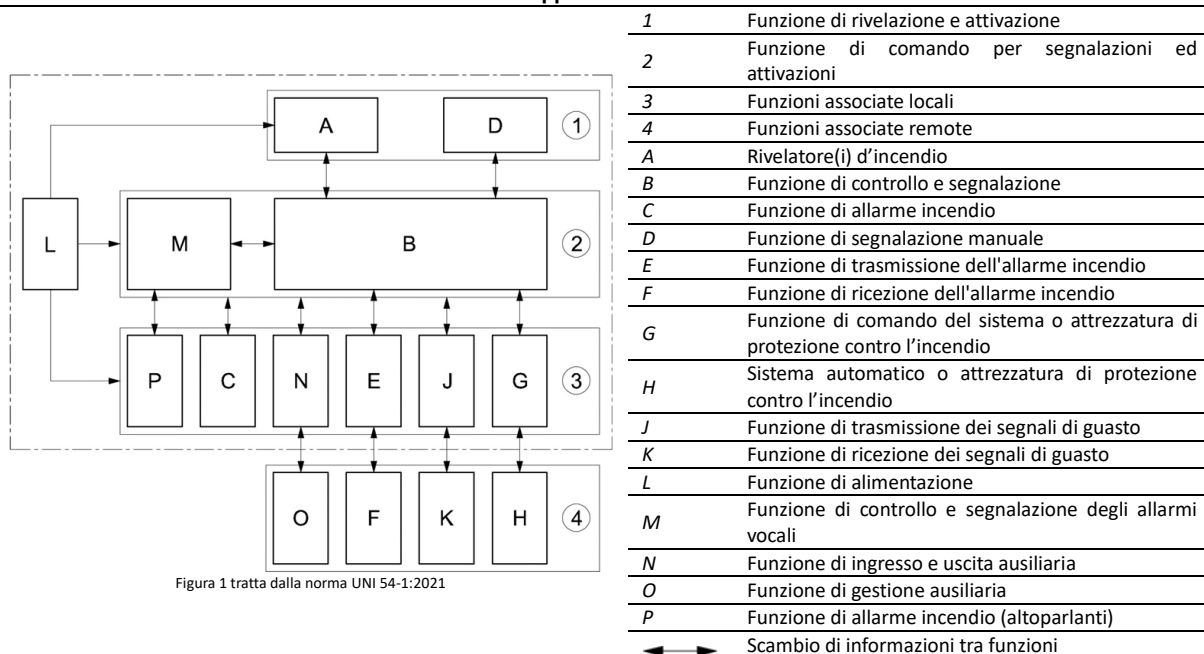 A
D
1
L
M
B
2
P
C
N
E
J
G
3
O
F
K
H
4
Figura 1 tratta dalla norma UNI 54-1:2021
1 Funzione di rivelazione e attivazione
2 Funzione di comando per segnalazioni ed
attivazioni
3 Funzioni associate locali
4 Funzioni associate remote
A Rivelatore(i) d'incendio
B Funzione di controllo e segnalazione
C Funzione di allarme incendio
D Funzione di segnalazione manuale
E Funzione di trasmissione dell'allarme incendio
F Funzione di ricezione dell'allarme incendio
G Funzione di comando del sistema o attrezzatura di
protezione contro l'incendio
H Sistema automatico o attrezzatura di protezione
contro l'incendio
J Funzione di trasmissione dei segnali di guasto
K Funzione di ricezione dei segnali di guasto
L Funzione di alimentazione
M Funzione di controllo e segnalazione degli allarmi
vocali
N Funzione di ingresso e uscita ausiliaria
O Funzione di gestione ausiliaria
P Funzione di allarme incendio (altoparlanti)
Scambio di informazioni tra funzioni